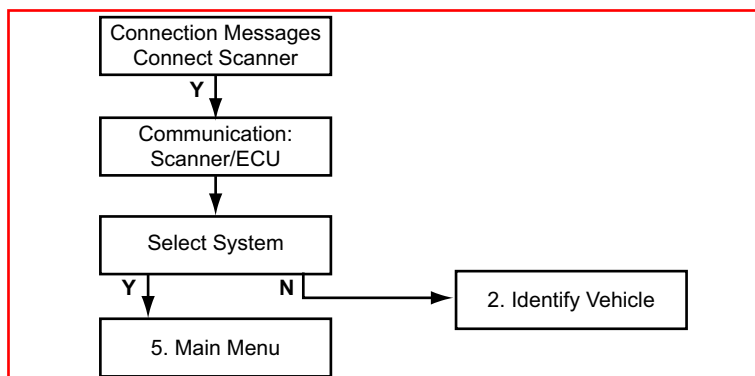 Connection Messages
Connect Scanner
Y
Communication:
Scanner/ECU
Select System
Y
N
2. Identify Vehicle
5. Main Menu